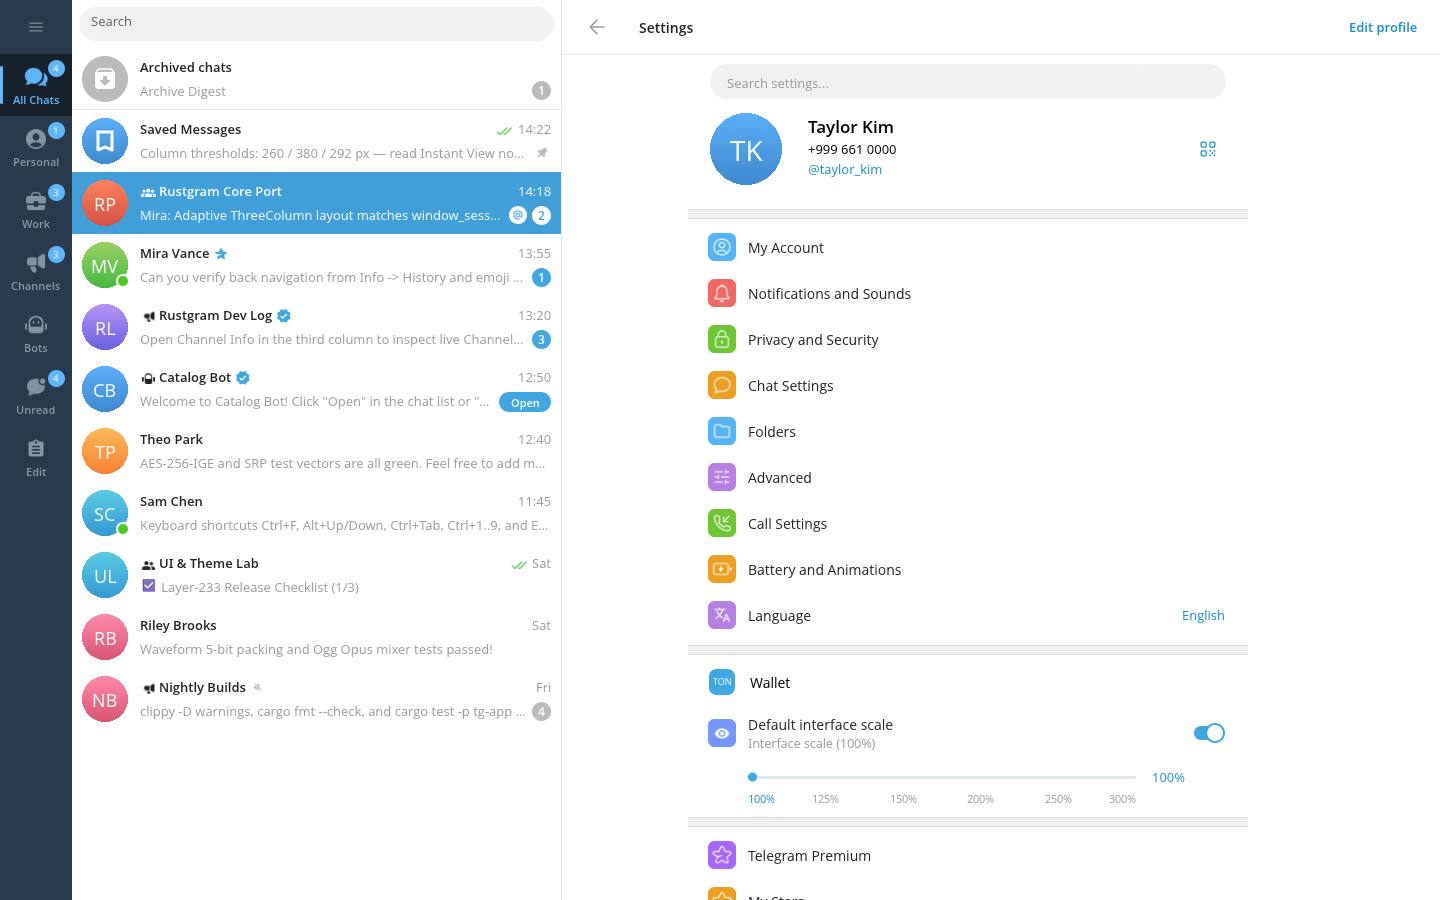 Search
4
All Chats
1
Personal
3
Work
3
Channels
Bots
4
Unread
Edit
Archived chats
Archive Digest
1
Saved Messages
14:22
Column thresholds: 260 / 380 / 292 px — read Instant View no...
RP
Rustgram Core Port
14:18
Mira: Adaptive ThreeColumn layout matches window_sess...
@
2
MV
Mira Vance
13:55
Can you verify back navigation from Info -> History and emoji ...
1
RL
Rustgram Dev Log
13:20
Open Channel Info in the third column to inspect live Channel...
3
CB
Catalog Bot
12:50
Welcome to Catalog Bot! Click "Open" in the chat list or "...
Open
TP
Theo Park
12:40
AES-256-IGE and SRP test vectors are all green. Feel free to add m...
SC
Sam Chen
11:45
Keyboard shortcuts Ctrl+F, Alt+Up/Down, Ctrl+Tab, Ctrl+1..9, and E...
UL
UI & Theme Lab
Sat
Layer-233 Release Checklist (1/3)
RB
Riley Brooks
Sat
Waveform 5-bit packing and Ogg Opus mixer tests passed!
NB
Nightly Builds
Fri
clippy -D warnings, cargo fmt --check, and cargo test -p tg-app ...
4
Settings
Edit profile
Search settings...
TK
Taylor Kim
+999 661 0000
@taylor_kim
My Account
Notifications and Sounds
Privacy and Security
Chat Settings
Folders
Advanced
Call Settings
Battery and Animations
Language
English
TON
Wallet
Default interface scale
Interface scale (100%)
100%
100% 125% 150% 200% 250% 300%
Telegram Premium
My Stars